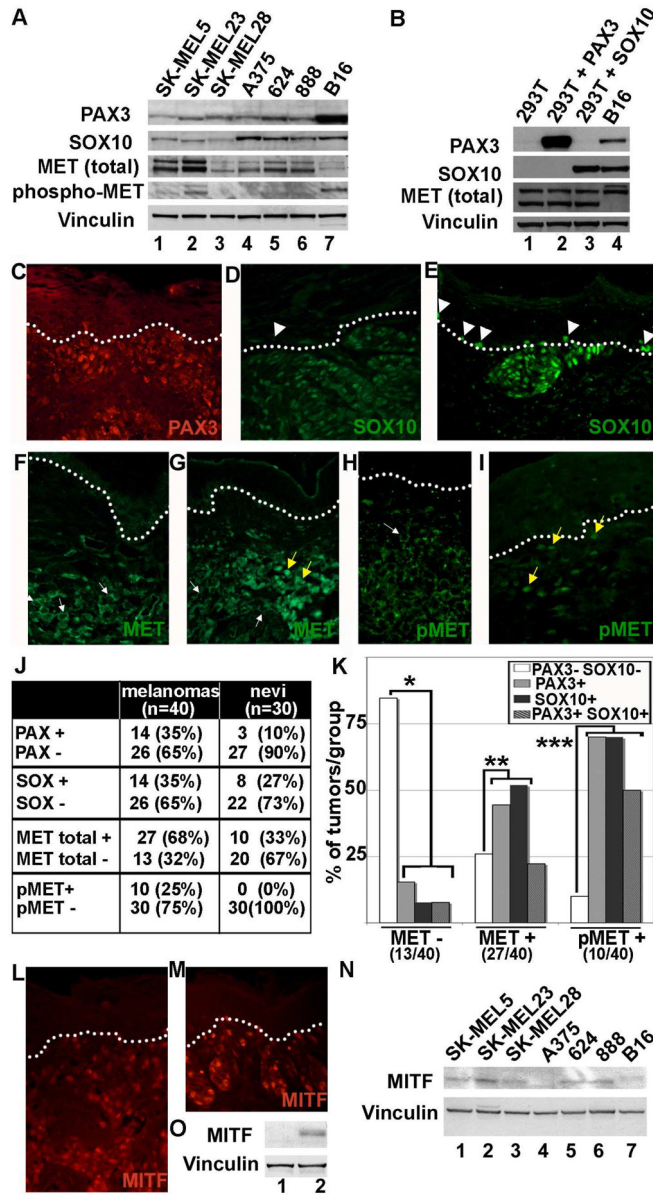 A
SK-MEL5
SK-MEL23
SK-MEL28
A375
624
888
B16
PAX3
SOX10
MET (total)
phospho-MET
Vinculin
1 2 3 4 5 6 7
B
293T
293T + PAX3
293T + SOX10
B16
PAX3
SOX10
MET (total)
Vinculin
1 2 3 4
C
PAX3
D
SOX10
E
SOX10
F
MET
G
MET
H
pMET
I
pMET
J
melanomas (n=40) nevi (n=30)
PAX + 14 (35%) 3 (10%)
PAX - 26 (65%) 27 (90%)
SOX + 14 (35%) 8 (27%)
SOX - 26 (65%) 22 (73%)
MET total + 27 (68%) 10 (33%)
MET total - 13 (32%) 20 (67%)
pMET+ 10 (25%) 0 (0%)
pMET - 30 (75%) 30(100%)
K
PAX3- SOX10-
PAX3+
SOX10+
PAX3+ SOX10+
% of tumors/group
75
50
25
*
**
***
MET - MET + pMET +
(13/40) (27/40) (10/40)
L
MITF
M
MITF
N
SK-MEL5
SK-MEL23
SK-MEL28
A375
624
888
B16
MITF
Vinculin
1 2 3 4 5 6 7
O
MITF
Vinculin
1 2